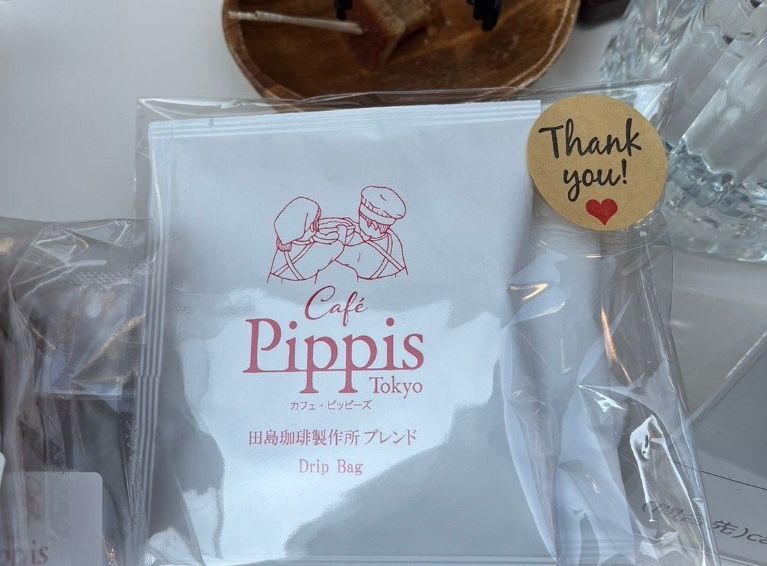 Thank
you!
Café
Pippis
Tokyo
カフェ・ピッピーズ
田島珈琲製作所 ブレンド
Drip Bag